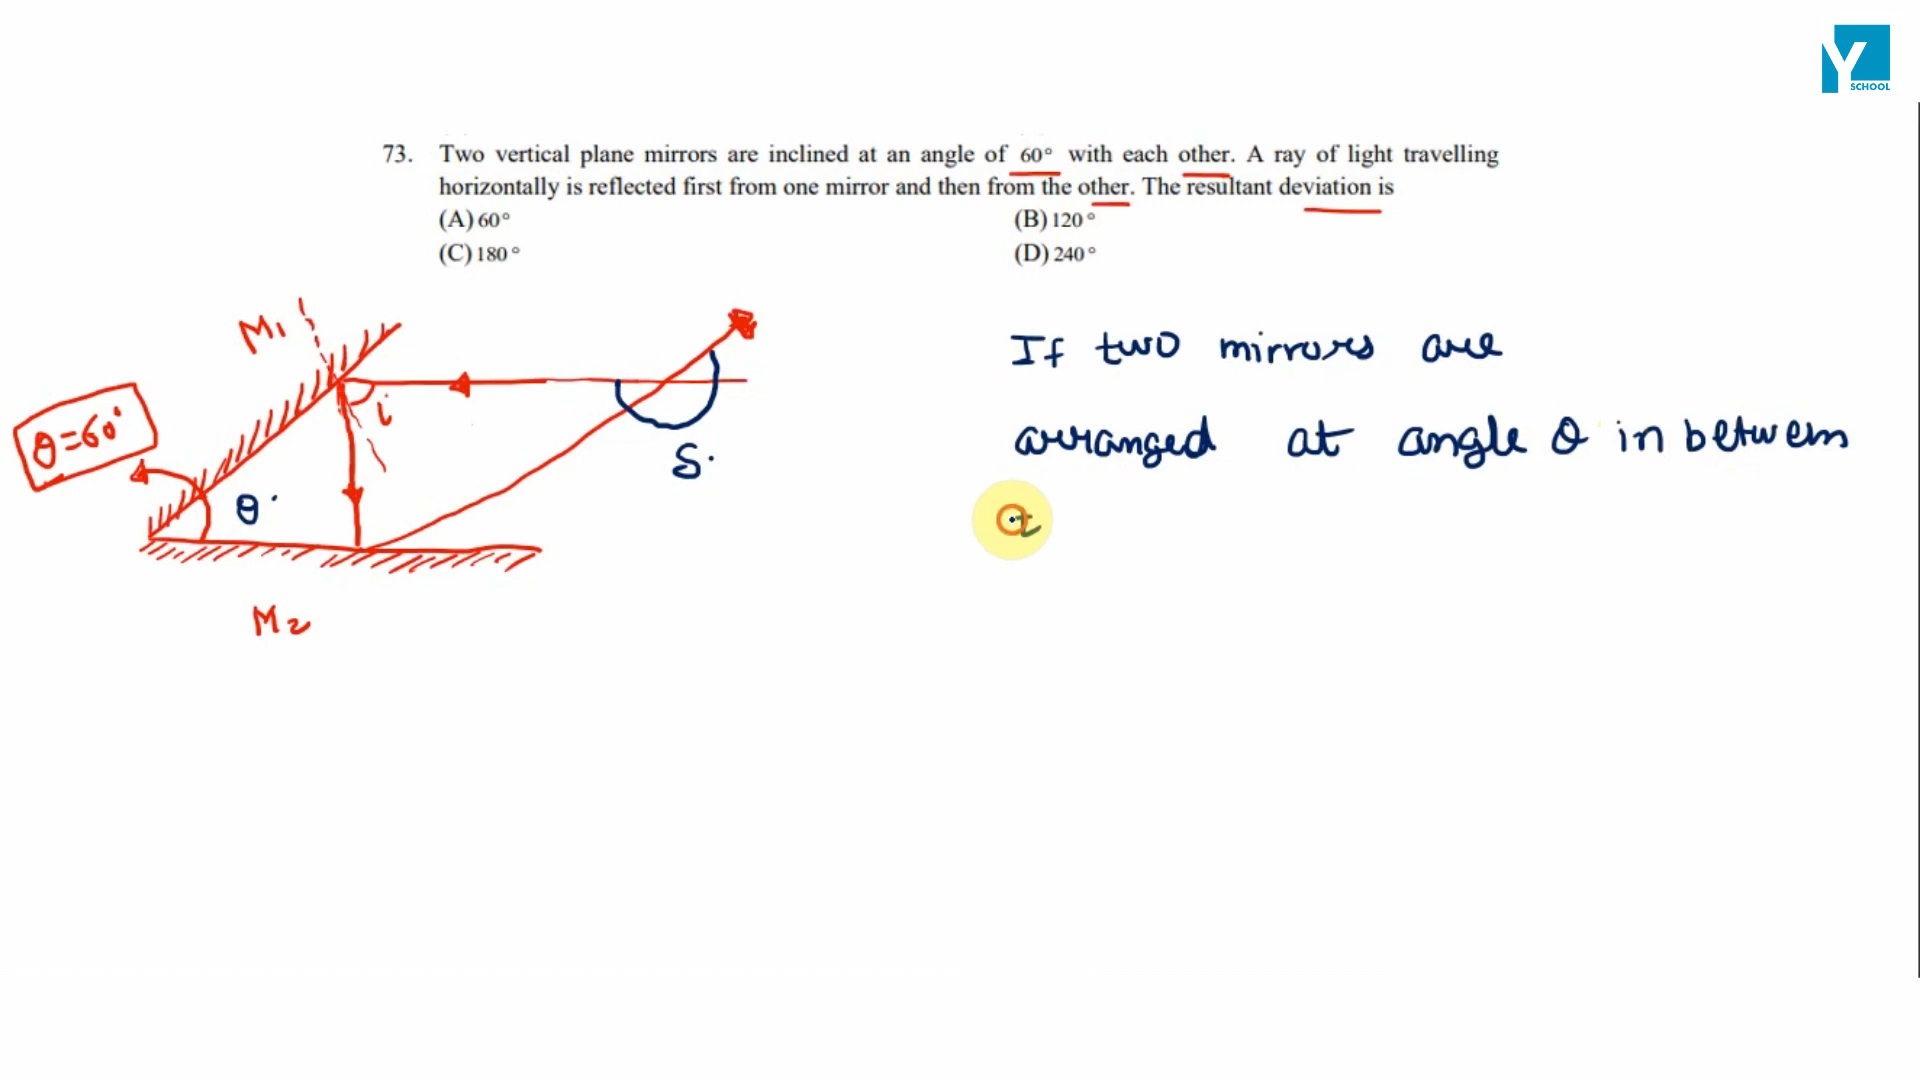 Y
SCHOOL
73. Two vertical plane mirrors are inclined at an angle of 60° with each other. A ray of light travelling
horizontally is reflected first from one mirror and then from the other. The resultant deviation is
(A) 60° (B) 120°
(C) 180° (D) 240°
M1
θ=60°
i
δ
θ
M2
If two mirrors are
arranged at angle θ in between